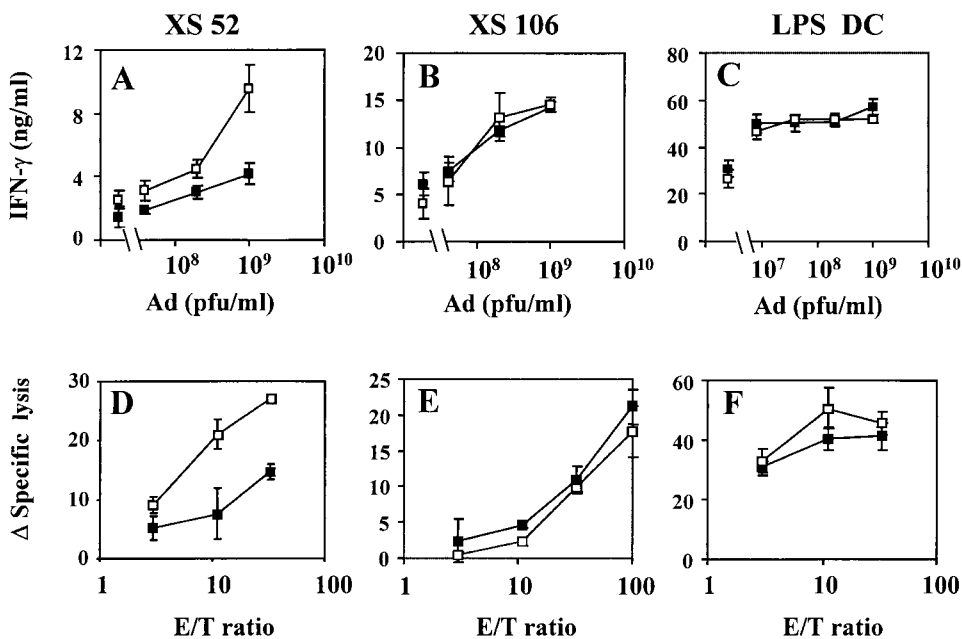 XS 52 XS 106 LPS DC
IFN-γ (ng/ml)
A
12
8
4
0
10⁸ 10⁹ 10¹⁰
Ad (pfu/ml)
B
20
15
10
5
0
10⁸ 10⁹ 10¹⁰
Ad (pfu/ml)
C
80
60
40
20
0
10⁷ 10⁸ 10⁹ 10¹⁰
Ad (pfu/ml)
Δ Specific lysis
D
30
20
10
0
1 10 100
E/T ratio
E
25
20
15
10
5
0
1 10 100
E/T ratio
F
60
40
20
0
1 10 100
E/T ratio